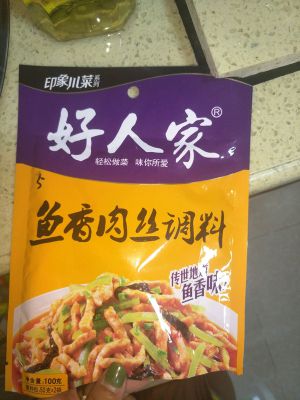 印象川菜系列
好人家®
轻松做菜 味你所爱
鱼香肉丝调料
传世地
鱼香味
净含量:100克